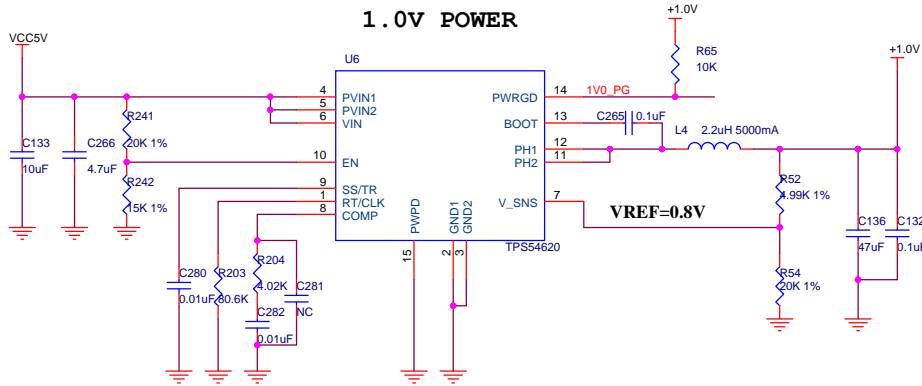 1.0V POWER
VCC5V
+1.0V
+1.0V
U6
R65
10K
4
PVIN1
5
PVIN2
6
VIN
10
EN
9
SS/TR
1
RT/CLK
8
COMP
PWRGD
14
1V0_PG
BOOT
13
C265
0.1uF
PH1
12
PH2
11
L4
2.2uH 5000mA
V_SNS
7
VREF=0.8V
PWPD
GND1
GND2
15
2
3
TPS54620
C133
10uF
C266
4.7uF
R241
20K 1%
R242
15K 1%
R52
4.99K 1%
R54
20K 1%
C136
47uF
C132
0.1uF
C280
0.01uF
R203
80.6K
R204
4.02K
C281
NC
C282
0.01uF